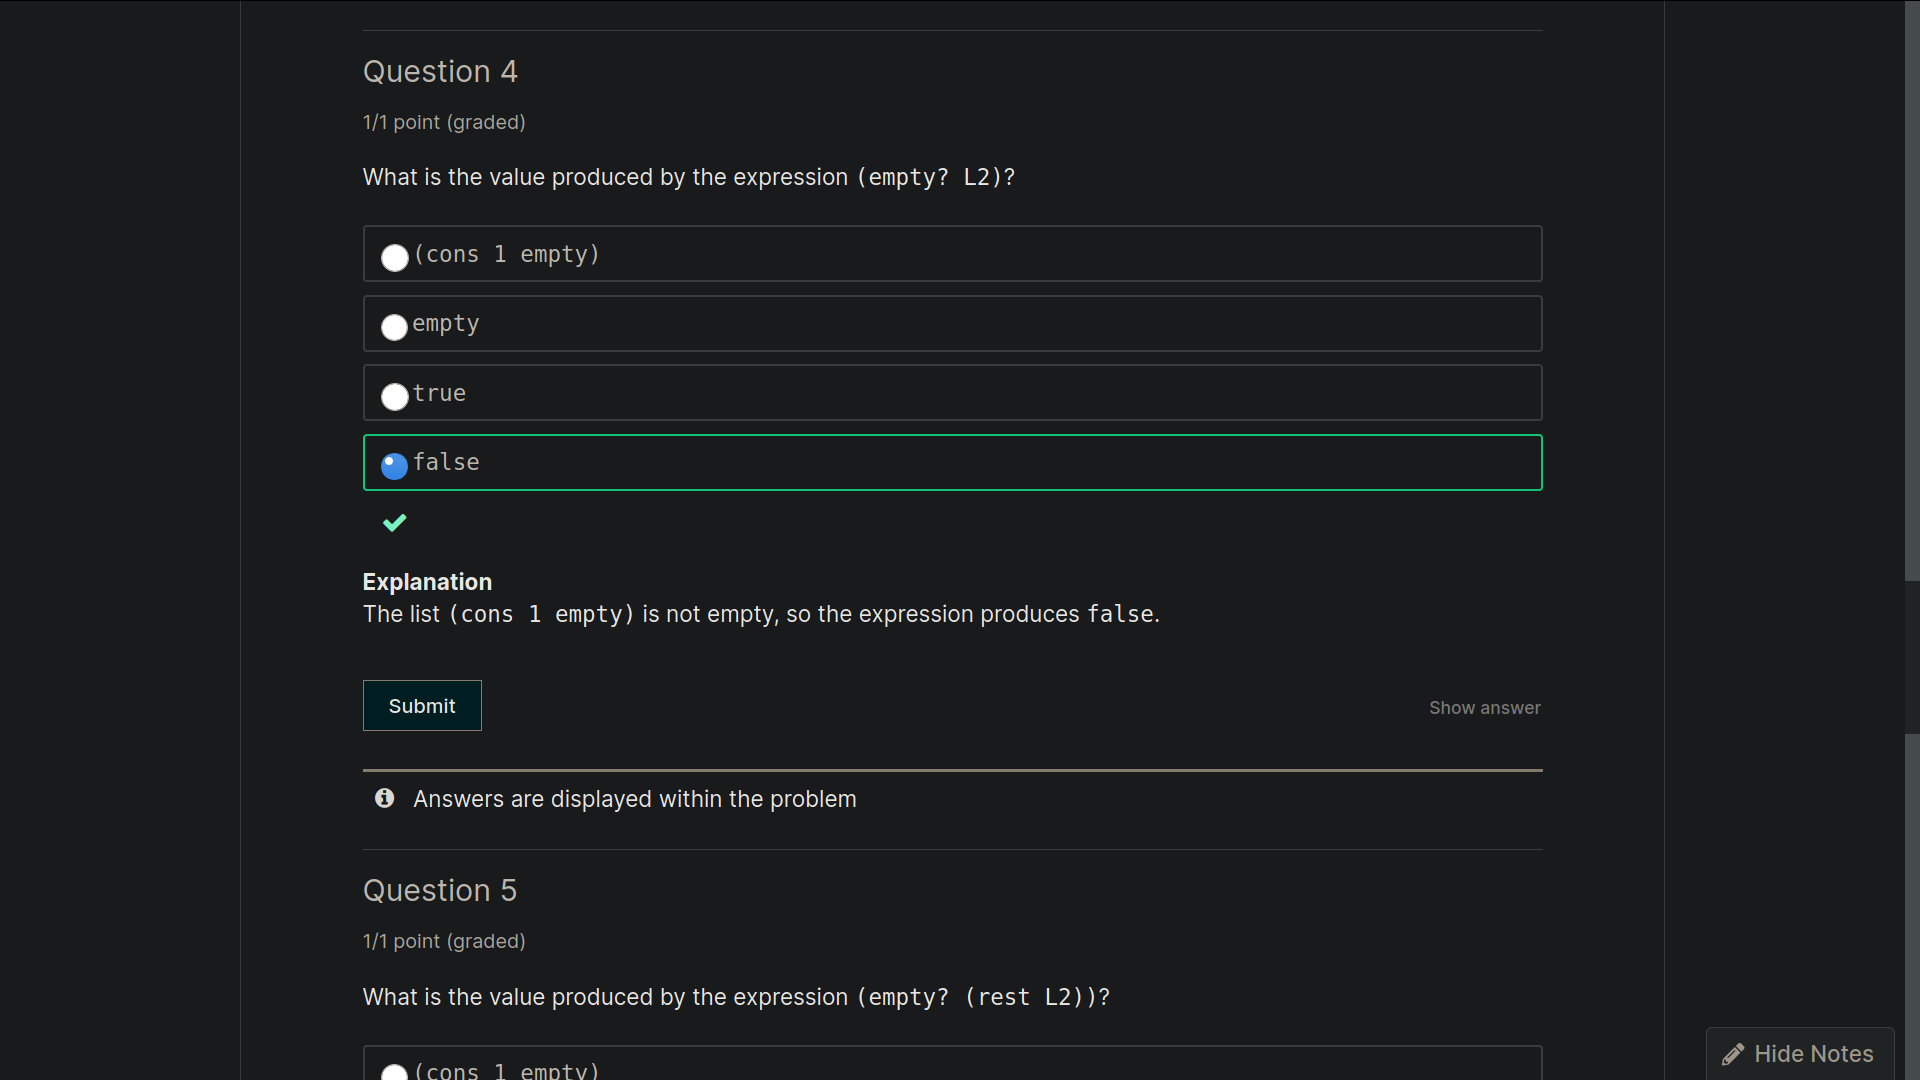 Question 4
1/1 point (graded)
What is the value produced by the expression (empty? L2)?
(cons 1 empty)
empty
true
false
Explanation
The list (cons 1 empty) is not empty, so the expression produces false.
Submit
Show answer
Answers are displayed within the problem
Question 5
1/1 point (graded)
What is the value produced by the expression (empty? (rest L2))?
(cons 1 empty)
Hide Notes